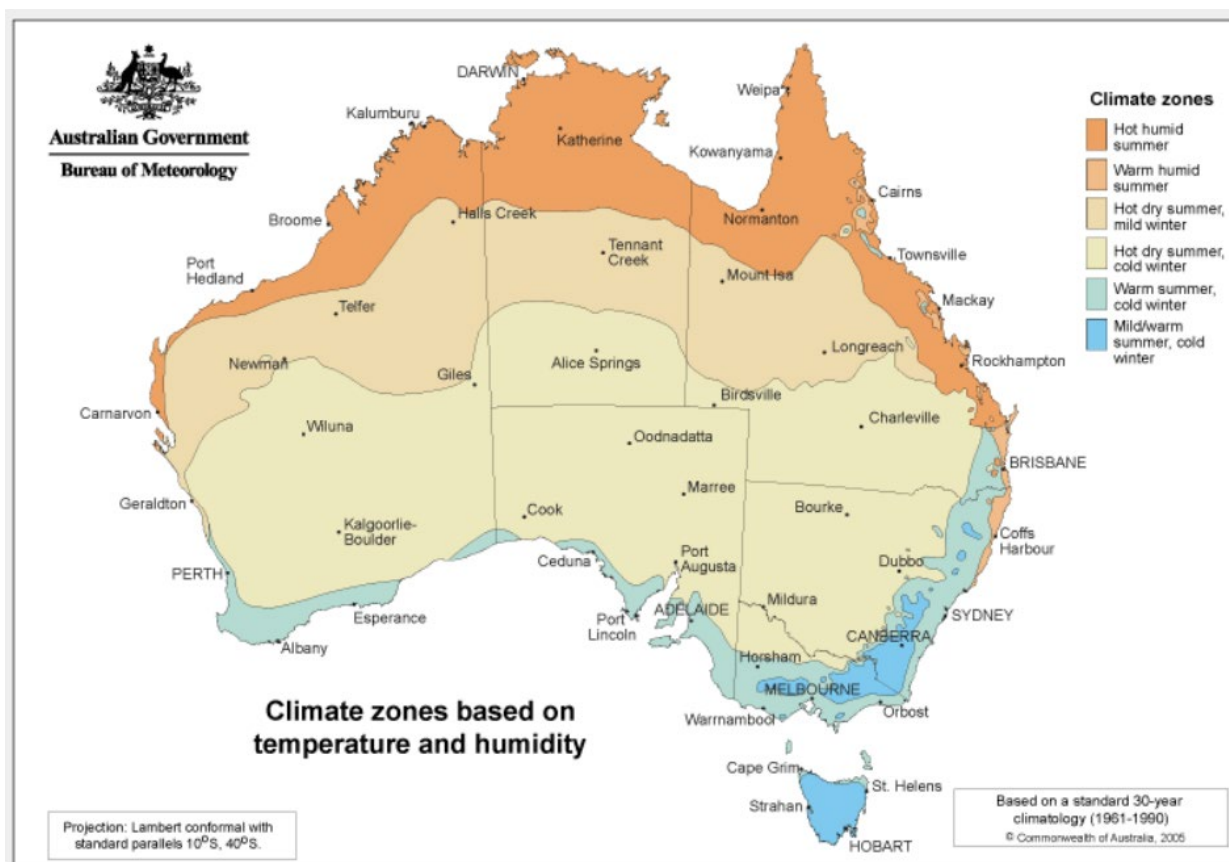 Australian Government
Bureau of Meteorology
DARWIN
Kalumburu
Katherine
Weipa
Kowanyama
Cairns
Broome
Halls Creek
Normanton
Tennant
Creek
Townsville
Port
Hedland
Mount Isa
Telfer
Mackay
Newman
Longreach
Rockhampton
Giles
Alice Springs
Birdsville
Carnarvon
Wiluna
Charleville
Oodnadatta
BRISBANE
Geraldton
Marree
Bourke
Cook
Kalgoorlie-
Boulder
Coffs
Harbour
PERTH
Ceduna
Port
Augusta
Dubbo
Esperance
Mildura
Port
Lincoln
ADELAIDE
SYDNEY
CANBERRA
Albany
Horsham
MELBOURNE
Warrnambool
Orbost
Cape Grim
St. Helens
Strahan
HOBART
Climate zones
Hot humid
summer
Warm humid
summer
Hot dry summer,
mild winter
Hot dry summer,
cold winter
Warm summer,
cold winter
Mild/warm
summer, cold
winter
Climate zones based on
temperature and humidity
Projection: Lambert conformal with
standard parallels 10°S, 40°S.
Based on a standard 30-year
climatology (1961-1990)
© Commonwealth of Australia, 2005